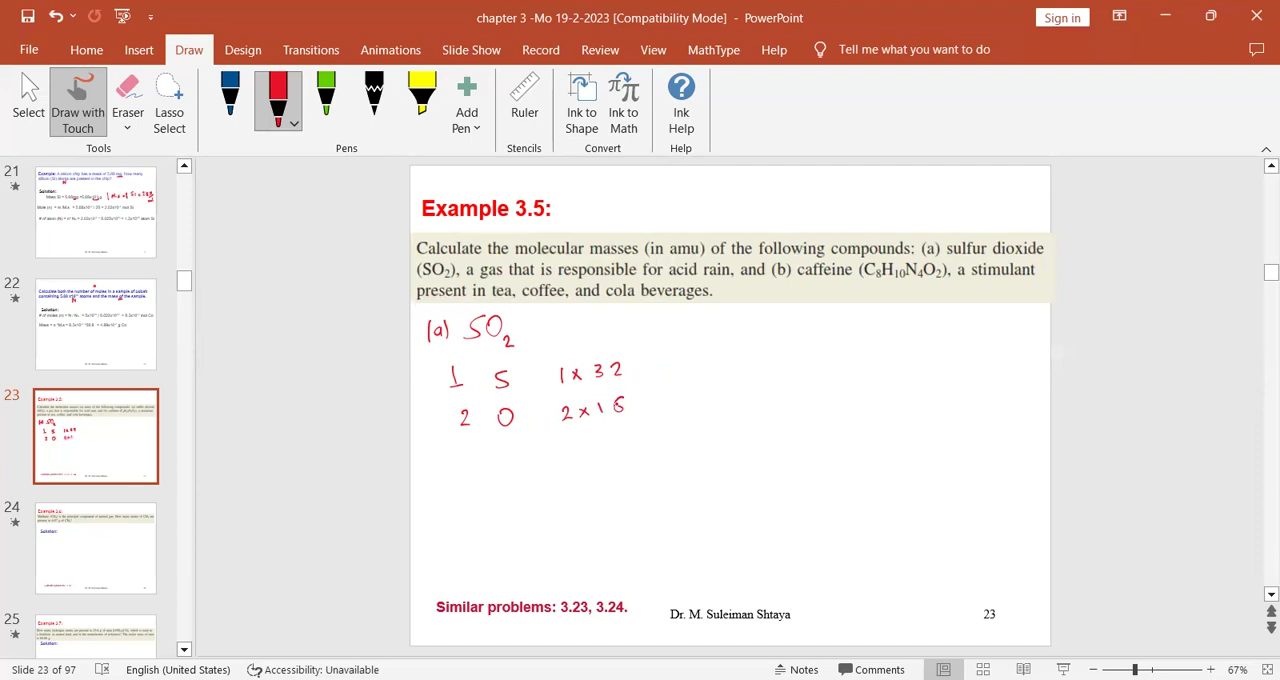 chapter 3 -Mo 19-2-2023 [Compatibility Mode] - PowerPoint
Sign in
File Home Insert Draw Design Transitions Animations Slide Show Record Review View MathType Help Tell me what you want to do
Select
Draw with Touch
Eraser
Lasso Select
Add Pen
Ruler
Ink to Shape
Ink to Math
Ink Help
Tools Pens Stencils Convert Help
21
22
23
24
25
Example 3.5:
Calculate the molecular masses (in amu) of the following compounds: (a) sulfur dioxide
(SO₂), a gas that is responsible for acid rain, and (b) caffeine (C₈H₁₀N₄O₂), a stimulant
present in tea, coffee, and cola beverages.
(a) SO₂
1 S 1 x 32
2 O 2 x 16
Similar problems: 3.23, 3.24.
Dr. M. Suleiman Shtaya
23
Slide 23 of 97 English (United States) Accessibility: Unavailable Notes Comments 67%